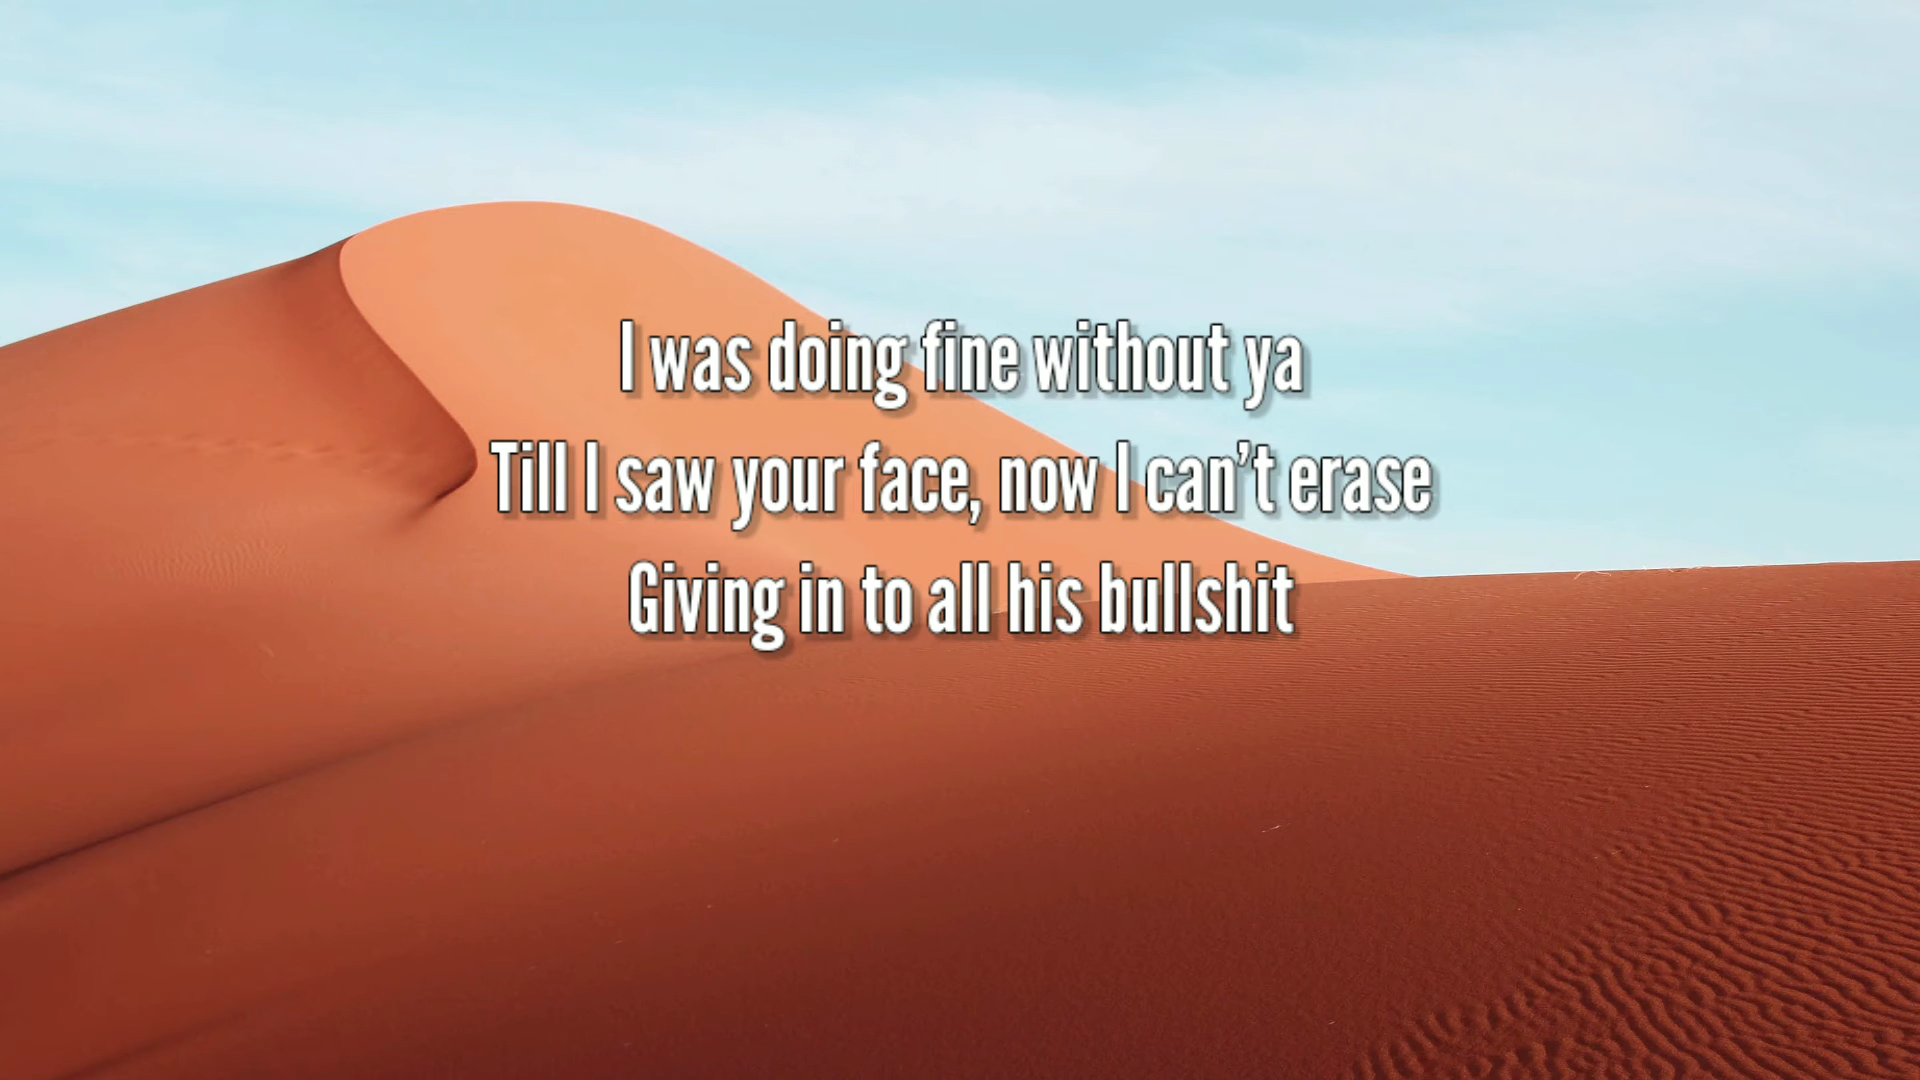 I was doing fine without ya
Till I saw your face, now I can't erase
Giving in to all his bullshit